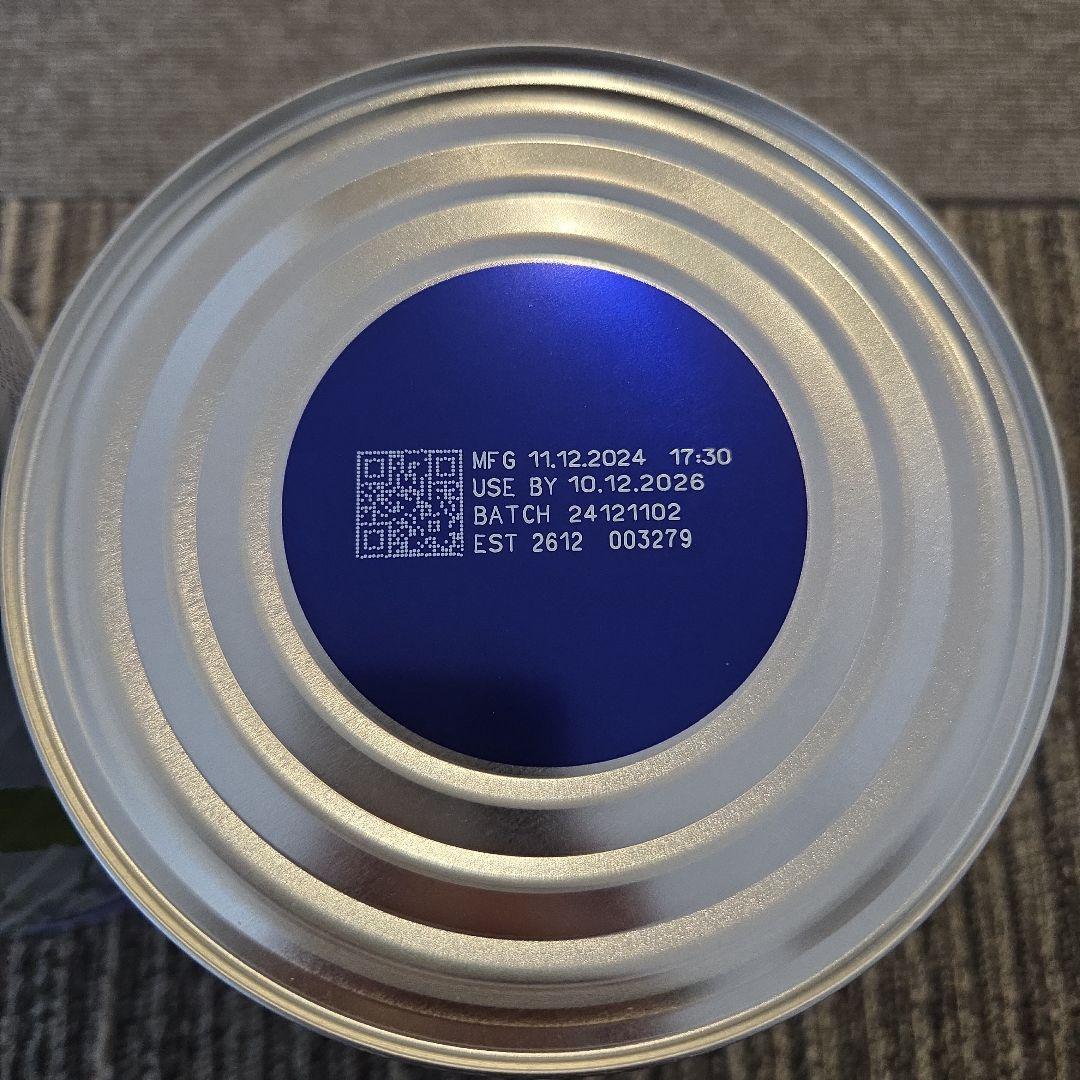 MFG 11.12.2024 17:30
USE BY 10.12.2026
BATCH 24121102
EST 2612 003279